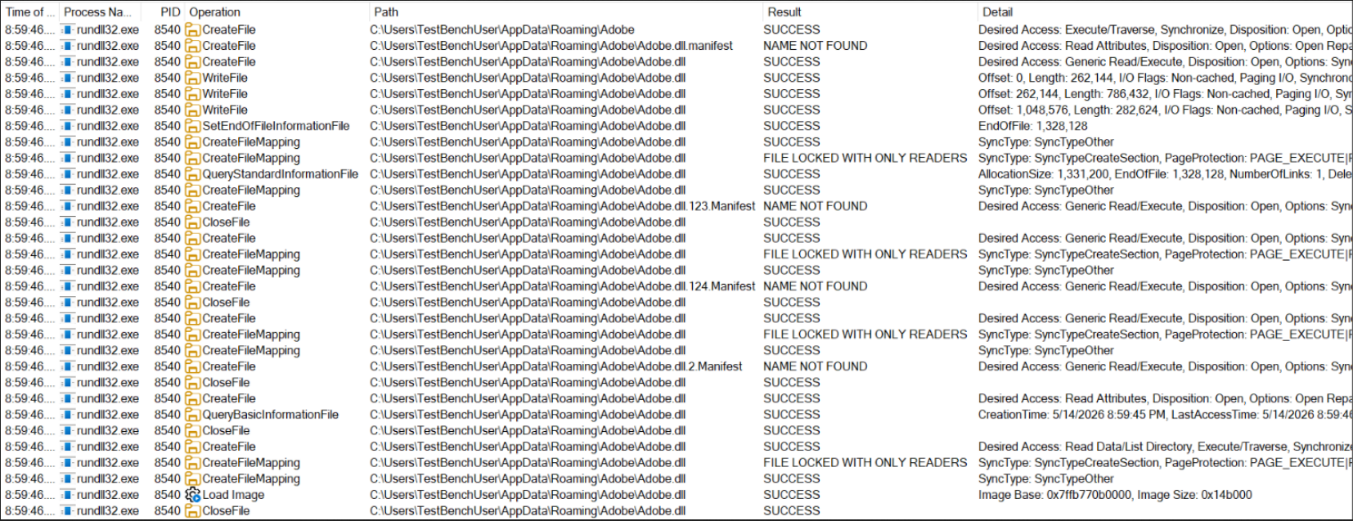 Time of ... Process Na... PID Operation Path Result Detail
8:59:46.... rundll32.exe 8540 CreateFile C:\Users\TestBenchUser\AppData\Roaming\Adobe SUCCESS Desired Access: Execute/Traverse, Synchronize, Disposition: Open, Optic
8:59:46.... rundll32.exe 8540 CreateFile C:\Users\TestBenchUser\AppData\Roaming\Adobe\Adobe.dll.manifest NAME NOT FOUND Desired Access: Read Attributes, Disposition: Open, Options: Open Repa
8:59:46.... rundll32.exe 8540 CreateFile C:\Users\TestBenchUser\AppData\Roaming\Adobe\Adobe.dll SUCCESS Desired Access: Generic Read/Execute, Disposition: Open, Options: Syn
8:59:46.... rundll32.exe 8540 WriteFile C:\Users\TestBenchUser\AppData\Roaming\Adobe\Adobe.dll SUCCESS Offset: 0, Length: 262,144, I/O Flags: Non-cached, Paging I/O, Synchrono
8:59:46.... rundll32.exe 8540 WriteFile C:\Users\TestBenchUser\AppData\Roaming\Adobe\Adobe.dll SUCCESS Offset: 262,144, Length: 786,432, I/O Flags: Non-cached, Paging I/O, Syn
8:59:46.... rundll32.exe 8540 WriteFile C:\Users\TestBenchUser\AppData\Roaming\Adobe\Adobe.dll SUCCESS Offset: 1,048,576, Length: 282,624, I/O Flags: Non-cached, Paging I/O, S
8:59:46.... rundll32.exe 8540 SetEndOfFileInformationFile C:\Users\TestBenchUser\AppData\Roaming\Adobe\Adobe.dll SUCCESS EndOfFile: 1,328,128
8:59:46.... rundll32.exe 8540 CreateFileMapping C:\Users\TestBenchUser\AppData\Roaming\Adobe\Adobe.dll SUCCESS SyncType: SyncTypeOther
8:59:46.... rundll32.exe 8540 CreateFileMapping C:\Users\TestBenchUser\AppData\Roaming\Adobe\Adobe.dll FILE LOCKED WITH ONLY READERS SyncType: SyncTypeCreateSection, PageProtection: PAGE_EXECUTE|
8:59:46.... rundll32.exe 8540 QueryStandardInformationFile C:\Users\TestBenchUser\AppData\Roaming\Adobe\Adobe.dll SUCCESS AllocationSize: 1,331,200, EndOfFile: 1,328,128, NumberOfLinks: 1, Dele
8:59:46.... rundll32.exe 8540 CreateFileMapping C:\Users\TestBenchUser\AppData\Roaming\Adobe\Adobe.dll SUCCESS SyncType: SyncTypeOther
8:59:46.... rundll32.exe 8540 CreateFile C:\Users\TestBenchUser\AppData\Roaming\Adobe\Adobe.dll.123.Manifest NAME NOT FOUND Desired Access: Generic Read/Execute, Disposition: Open, Options: Syn
8:59:46.... rundll32.exe 8540 CloseFile C:\Users\TestBenchUser\AppData\Roaming\Adobe\Adobe.dll SUCCESS
8:59:46.... rundll32.exe 8540 CreateFile C:\Users\TestBenchUser\AppData\Roaming\Adobe\Adobe.dll SUCCESS Desired Access: Generic Read/Execute, Disposition: Open, Options: Syn
8:59:46.... rundll32.exe 8540 CreateFileMapping C:\Users\TestBenchUser\AppData\Roaming\Adobe\Adobe.dll FILE LOCKED WITH ONLY READERS SyncType: SyncTypeCreateSection, PageProtection: PAGE_EXECUTE|
8:59:46.... rundll32.exe 8540 CreateFileMapping C:\Users\TestBenchUser\AppData\Roaming\Adobe\Adobe.dll SUCCESS SyncType: SyncTypeOther
8:59:46.... rundll32.exe 8540 CreateFile C:\Users\TestBenchUser\AppData\Roaming\Adobe\Adobe.dll.124.Manifest NAME NOT FOUND Desired Access: Generic Read/Execute, Disposition: Open, Options: Syn
8:59:46.... rundll32.exe 8540 CloseFile C:\Users\TestBenchUser\AppData\Roaming\Adobe\Adobe.dll SUCCESS
8:59:46.... rundll32.exe 8540 CreateFile C:\Users\TestBenchUser\AppData\Roaming\Adobe\Adobe.dll SUCCESS Desired Access: Generic Read/Execute, Disposition: Open, Options: Syn
8:59:46.... rundll32.exe 8540 CreateFileMapping C:\Users\TestBenchUser\AppData\Roaming\Adobe\Adobe.dll FILE LOCKED WITH ONLY READERS SyncType: SyncTypeCreateSection, PageProtection: PAGE_EXECUTE|
8:59:46.... rundll32.exe 8540 CreateFileMapping C:\Users\TestBenchUser\AppData\Roaming\Adobe\Adobe.dll SUCCESS SyncType: SyncTypeOther
8:59:46.... rundll32.exe 8540 CreateFile C:\Users\TestBenchUser\AppData\Roaming\Adobe\Adobe.dll.2.Manifest NAME NOT FOUND Desired Access: Generic Read/Execute, Disposition: Open, Options: Syn
8:59:46.... rundll32.exe 8540 CloseFile C:\Users\TestBenchUser\AppData\Roaming\Adobe\Adobe.dll SUCCESS
8:59:46.... rundll32.exe 8540 CreateFile C:\Users\TestBenchUser\AppData\Roaming\Adobe\Adobe.dll SUCCESS Desired Access: Read Attributes, Disposition: Open, Options: Open Repa
8:59:46.... rundll32.exe 8540 QueryBasicInformationFile C:\Users\TestBenchUser\AppData\Roaming\Adobe\Adobe.dll SUCCESS CreationTime: 5/14/2026 8:59:45 PM, LastAccessTime: 5/14/2026 8:59:46
8:59:46.... rundll32.exe 8540 CloseFile C:\Users\TestBenchUser\AppData\Roaming\Adobe\Adobe.dll SUCCESS
8:59:46.... rundll32.exe 8540 CreateFile C:\Users\TestBenchUser\AppData\Roaming\Adobe\Adobe.dll SUCCESS Desired Access: Read Data/List Directory, Execute/Traverse, Synchronize
8:59:46.... rundll32.exe 8540 CreateFileMapping C:\Users\TestBenchUser\AppData\Roaming\Adobe\Adobe.dll FILE LOCKED WITH ONLY READERS SyncType: SyncTypeCreateSection, PageProtection: PAGE_EXECUTE|
8:59:46.... rundll32.exe 8540 CreateFileMapping C:\Users\TestBenchUser\AppData\Roaming\Adobe\Adobe.dll SUCCESS SyncType: SyncTypeOther
8:59:46.... rundll32.exe 8540 Load Image C:\Users\TestBenchUser\AppData\Roaming\Adobe\Adobe.dll SUCCESS Image Base: 0x7ffb770b0000, Image Size: 0x14b000
8:59:46.... rundll32.exe 8540 CloseFile C:\Users\TestBenchUser\AppData\Roaming\Adobe\Adobe.dll SUCCESS